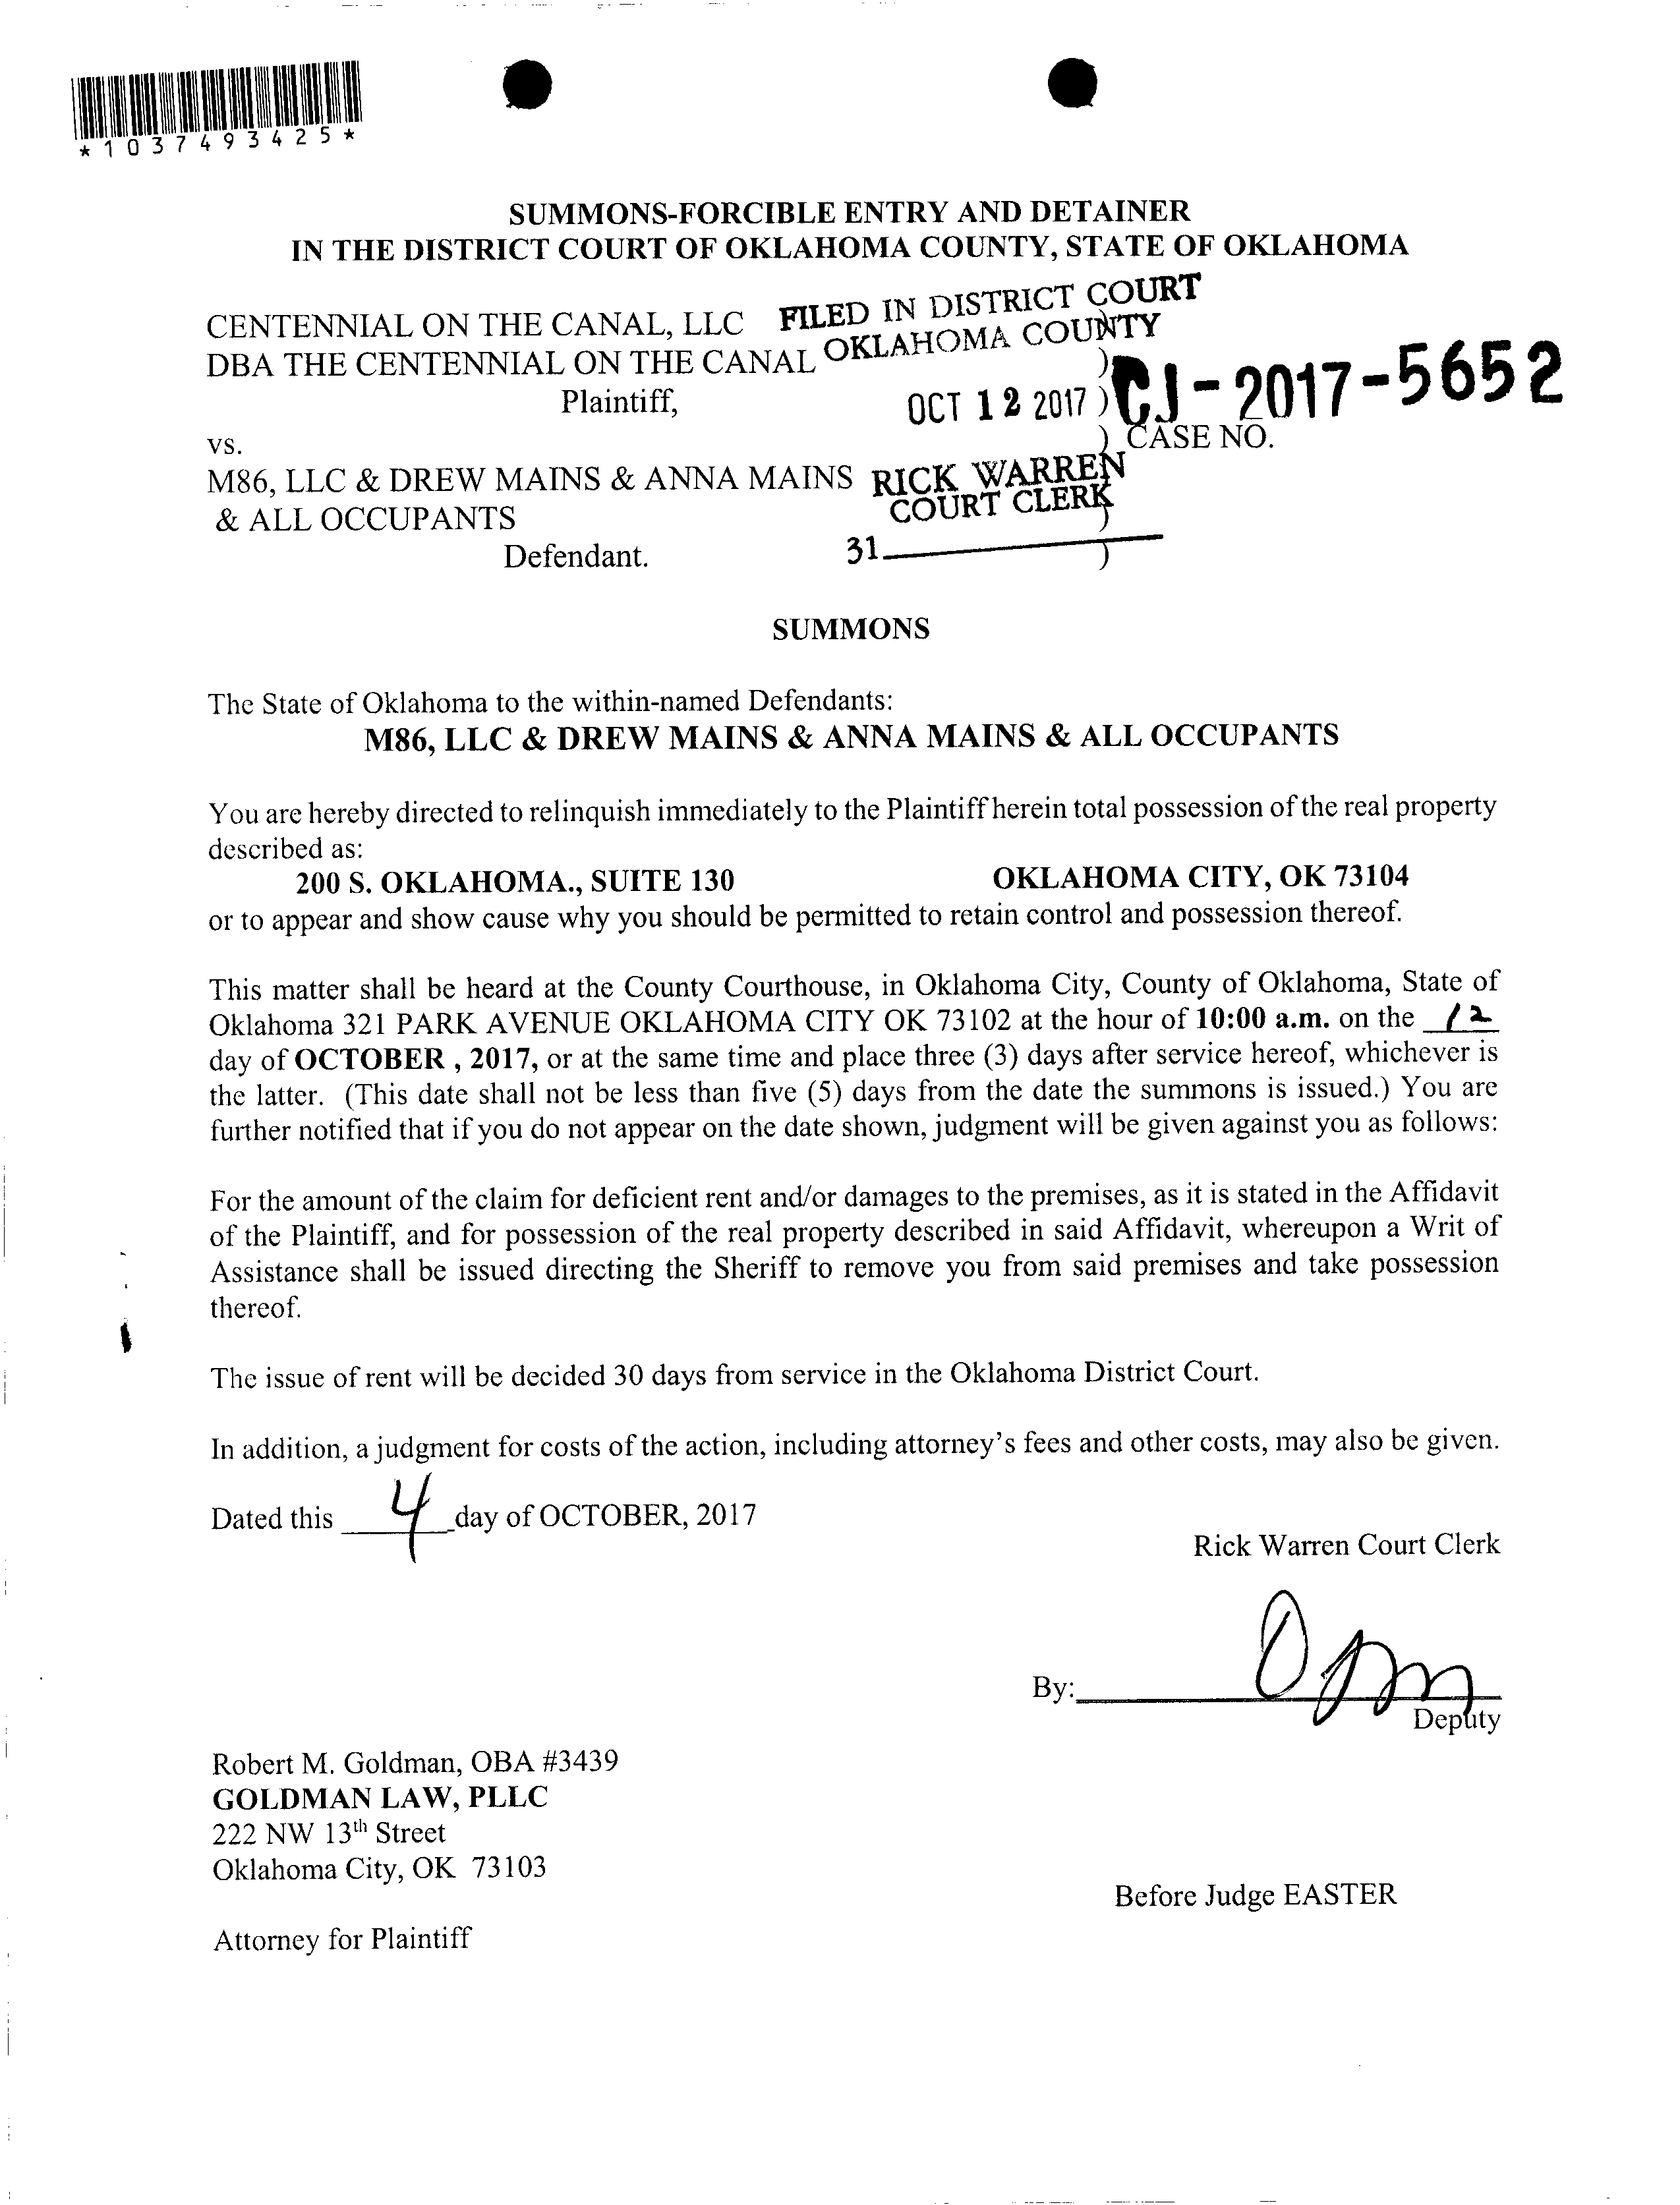 *1037493425*
SUMMONS-FORCIBLE ENTRY AND DETAINER
IN THE DISTRICT COURT OF OKLAHOMA COUNTY, STATE OF OKLAHOMA
CENTENNIAL ON THE CANAL, LLC FILED IN DISTRICT COURT
DBA THE CENTENNIAL ON THE CANAL OKLAHOMA COUNTY )
Plaintiff, OCT 12 2017 ) CJ-2017-5652
vs. ) CASE NO.
M86, LLC & DREW MAINS & ANNA MAINS RICK WARREN
& ALL OCCUPANTS COURT CLERK )
Defendant. 31 )
SUMMONS
The State of Oklahoma to the within-named Defendants:
M86, LLC & DREW MAINS & ANNA MAINS & ALL OCCUPANTS
You are hereby directed to relinquish immediately to the Plaintiff herein total possession of the real property
described as:
200 S. OKLAHOMA., SUITE 130 OKLAHOMA CITY, OK 73104
or to appear and show cause why you should be permitted to retain control and possession thereof.
This matter shall be heard at the County Courthouse, in Oklahoma City, County of Oklahoma, State of
Oklahoma 321 PARK AVENUE OKLAHOMA CITY OK 73102 at the hour of 10:00 a.m. on the 12
day of OCTOBER , 2017, or at the same time and place three (3) days after service hereof, whichever is
the latter. (This date shall not be less than five (5) days from the date the summons is issued.) You are
further notified that if you do not appear on the date shown, judgment will be given against you as follows:
For the amount of the claim for deficient rent and/or damages to the premises, as it is stated in the Affidavit
of the Plaintiff, and for possession of the real property described in said Affidavit, whereupon a Writ of
Assistance shall be issued directing the Sheriff to remove you from said premises and take possession
thereof.
The issue of rent will be decided 30 days from service in the Oklahoma District Court.
In addition, a judgment for costs of the action, including attorney's fees and other costs, may also be given.
Dated this 4 day of OCTOBER, 2017
Rick Warren Court Clerk
By:
Deputy
Robert M. Goldman, OBA #3439
GOLDMAN LAW, PLLC
222 NW 13th Street
Oklahoma City, OK 73103
Before Judge EASTER
Attorney for Plaintiff